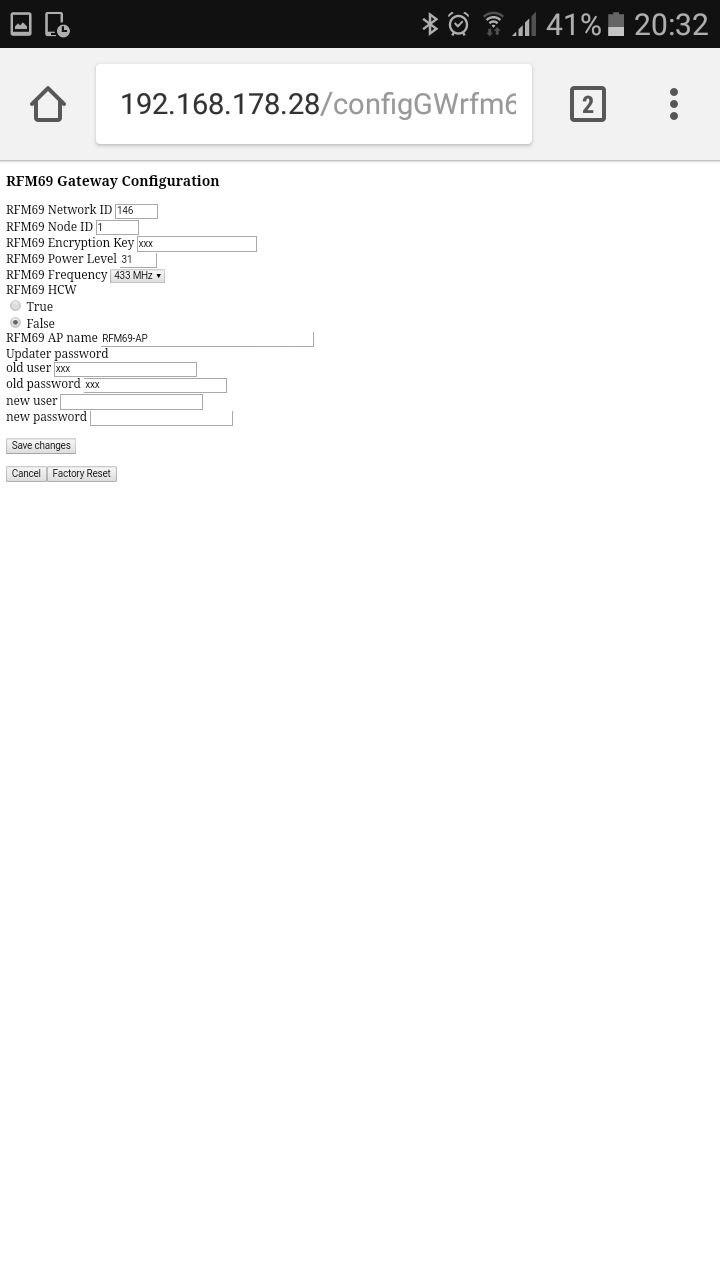 41% 20:32
192.168.178.28/configGWrfm6
2
RFM69 Gateway Configuration
RFM69 Network ID 146
RFM69 Node ID 1
RFM69 Encryption Key xxx
RFM69 Power Level 31
RFM69 Frequency 433 MHz
RFM69 HCW
True
False
RFM69 AP name RFM69-AP
Updater password
old user xxx
old password xxx
new user
new password
Save changes
Cancel Factory Reset